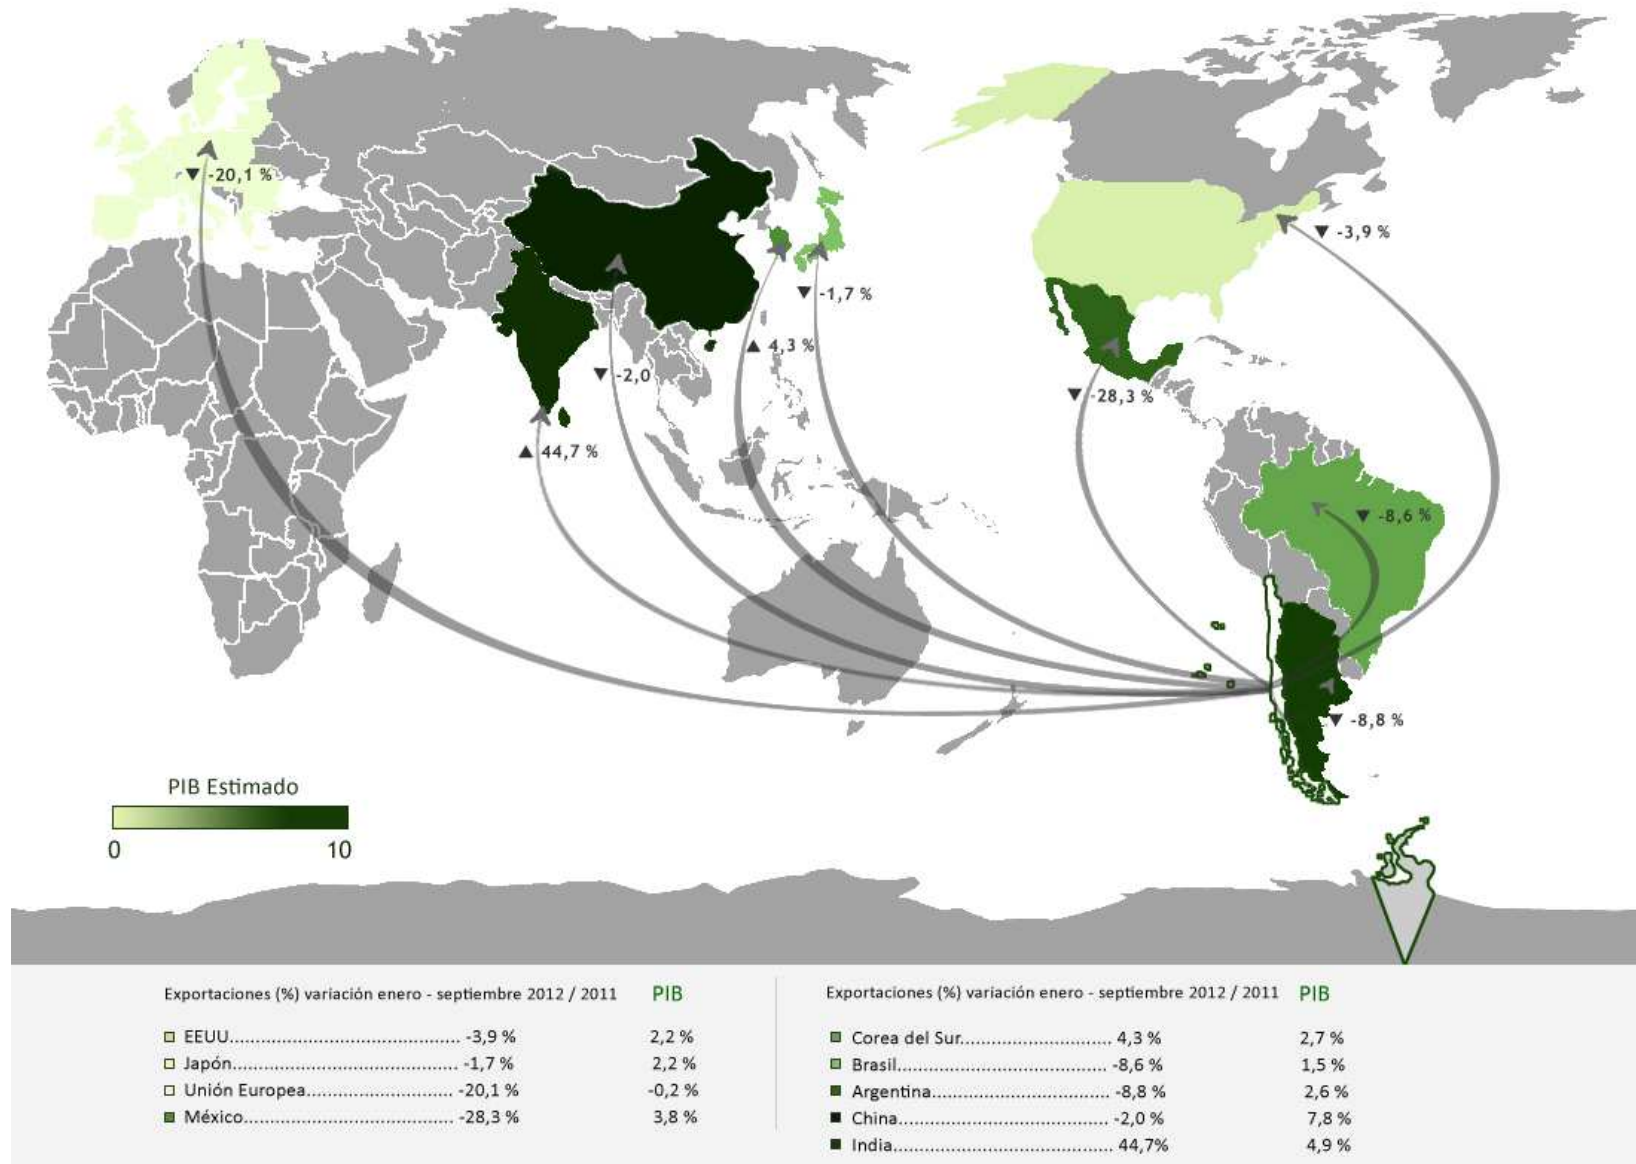 -20,1 %
-3,9 %
-1,7 %
4,3 %
-2,0
-28,3 %
44,7 %
-8,6 %
-8,8 %
PIB Estimado
0 10
Exportaciones (%) variación enero - septiembre 2012 / 2011 PIB
EEUU............................................ -3,9 % 2,2 %
Japón........................................... -1,7 % 2,2 %
Unión Europea............................ -20,1 % -0,2 %
México........................................ -28,3 % 3,8 %
Exportaciones (%) variación enero - septiembre 2012 / 2011 PIB
Corea del Sur.............................. 4,3 % 2,7 %
Brasil........................................ -8,6 % 1,5 %
Argentina.................................. -8,8 % 2,6 %
China........................................ -2,0 % 7,8 %
India.......................................... 44,7% 4,9 %